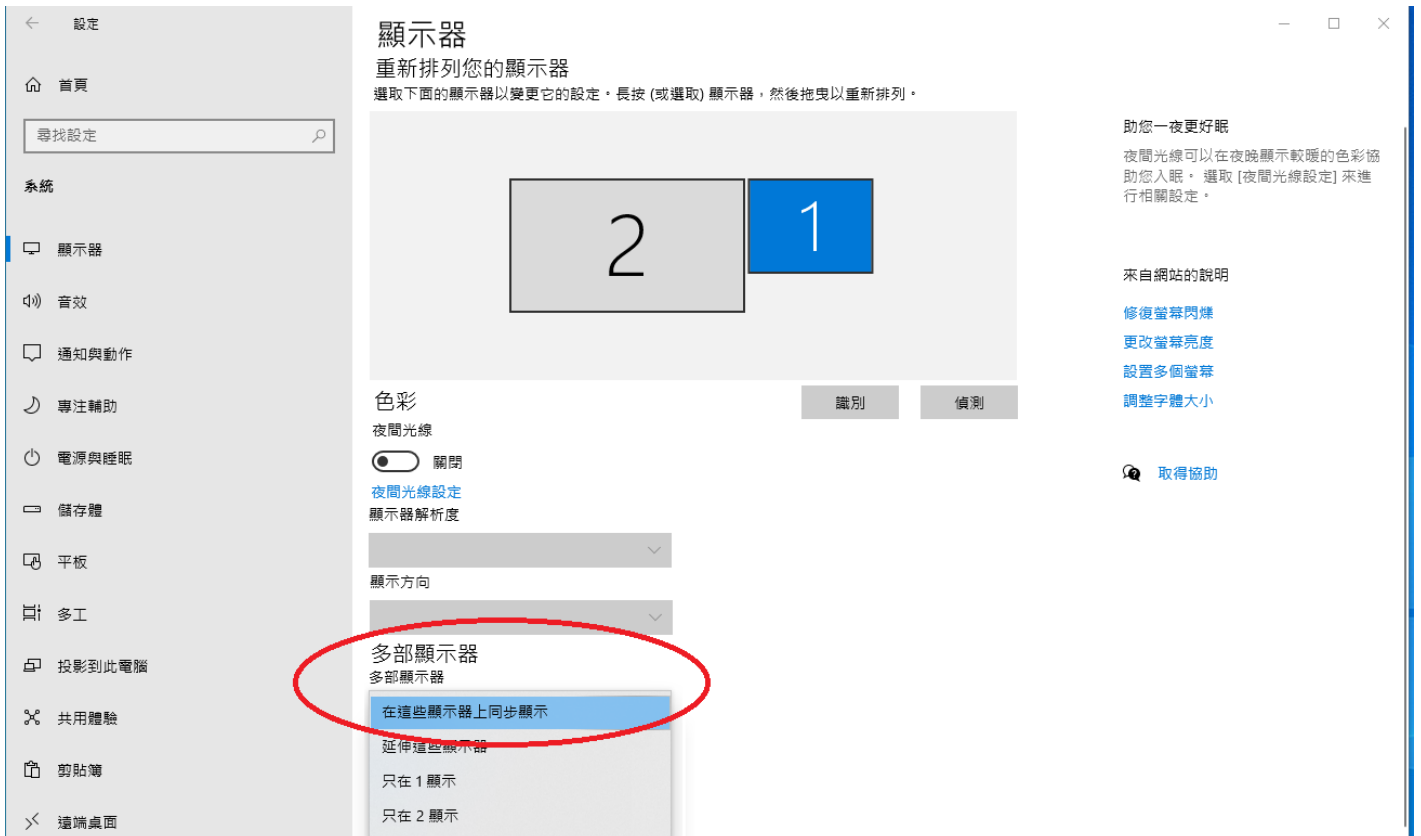 設定
首頁
尋找設定
系統
顯示器
音效
通知與動作
專注輔助
電源與睡眠
儲存體
平板
多工
投影到此電腦
共用體驗
剪貼簿
遠端桌面
顯示器
重新排列您的顯示器
選取下面的顯示器以變更它的設定。長按 (或選取) 顯示器，然後拖曳以重新排列。
2
1
識別
偵測
色彩
夜間光線
關閉
夜間光線設定
顯示器解析度
顯示方向
多部顯示器
多部顯示器
在這些顯示器上同步顯示
延伸這些顯示器
只在 1 顯示
只在 2 顯示
助您一夜更好眠
夜間光線可以在夜晚顯示較暖的色彩協
助您入眠。 選取 [夜間光線設定] 來進
行相關設定。
來自網站的說明
修復螢幕閃爍
更改螢幕亮度
設置多個螢幕
調整字體大小
取得協助